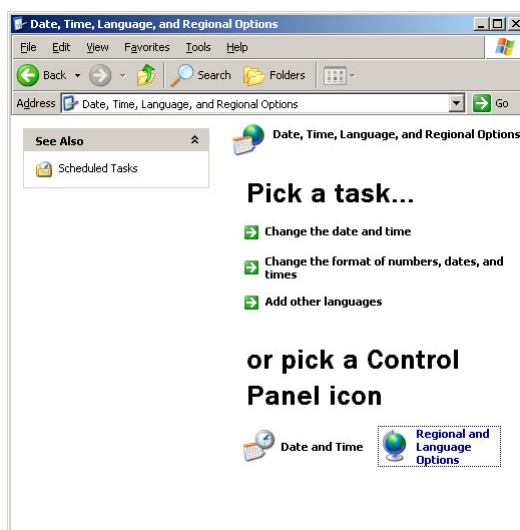 Date, Time, Language, and Regional Options
File Edit View Favorites Tools Help
Back Search Folders
Address Date, Time, Language, and Regional Options Go
See Also
Scheduled Tasks
Date, Time, Language, and Regional Options
Pick a task...
Change the date and time
Change the format of numbers, dates, and
times
Add other languages
or pick a Control
Panel icon
Date and Time
Regional and
Language
Options